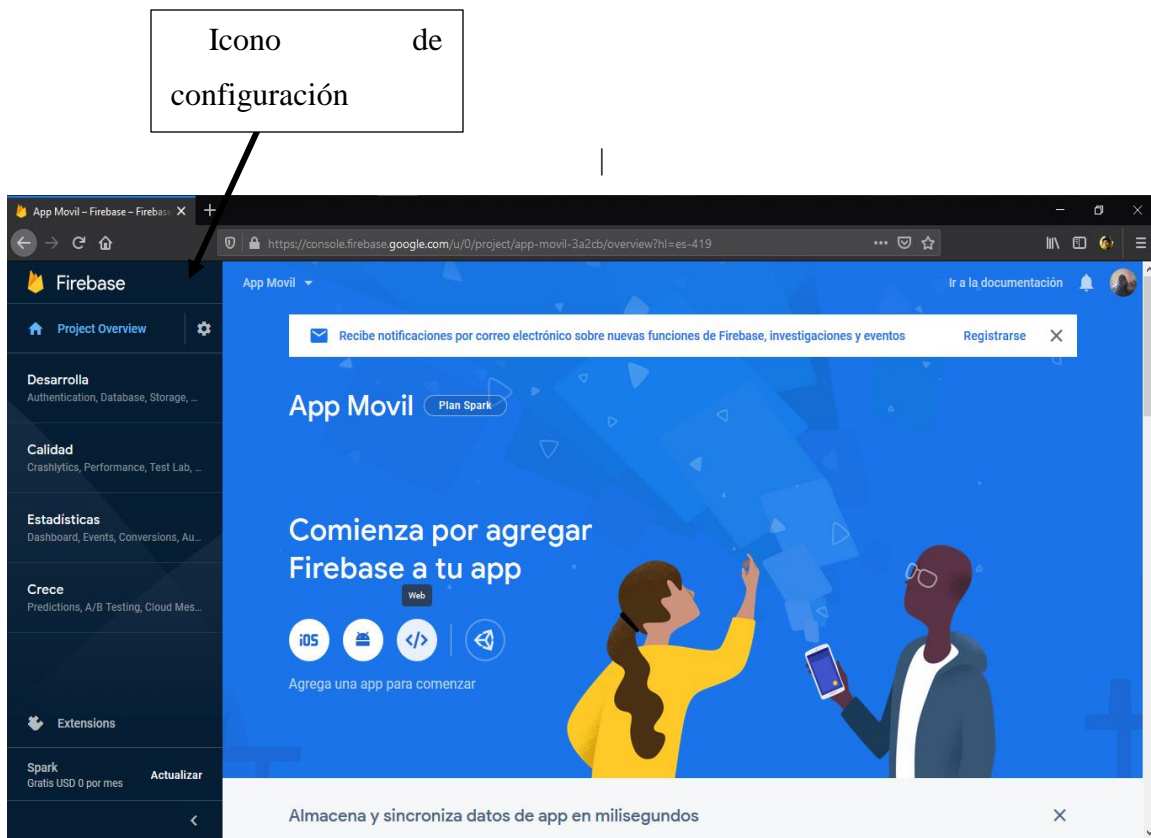 Icono de
configuración
App Movil – Firebase – Firebas
https://console.firebase.google.com/u/0/project/app-movil-3a2cb/overview?hl=es-419
Firebase
App Movil
Ir a la documentación
Project Overview
Recibe notificaciones por correo electrónico sobre nuevas funciones de Firebase, investigaciones y eventos
Registrarse
Desarrolla
Authentication, Database, Storage, ...
App Movil
Plan Spark
Calidad
Crashlytics, Performance, Test Lab, ...
Estadísticas
Dashboard, Events, Conversions, Au...
Comienza por agregar
Firebase a tu app
Crece
Predictions, A/B Testing, Cloud Mes...
Web
iOS
</>
Agrega una app para comenzar
Extensions
Spark
Gratis USD 0 por mes
Actualizar
Almacena y sincroniza datos de app en milisegundos